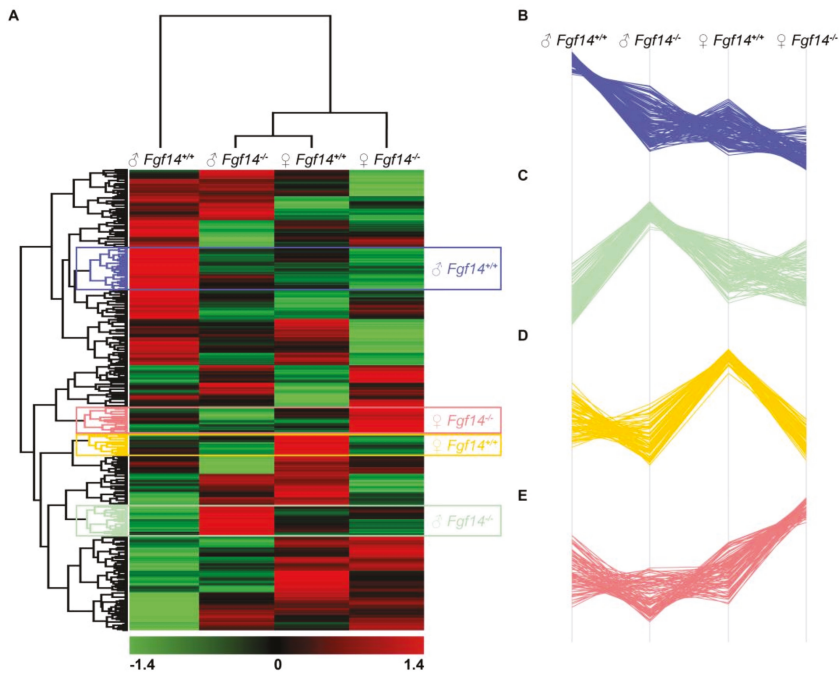 A
♂ Fgf14+/+ ♂ Fgf14-/- ♀ Fgf14+/+ ♀ Fgf14-/-
♂ Fgf14+/+
♀ Fgf14-/-
♀ Fgf14+/+
♂ Fgf14-/-
-1.4 0 1.4
B
♂ Fgf14+/+ ♂ Fgf14-/- ♀ Fgf14+/+ ♀ Fgf14-/-
C
D
E